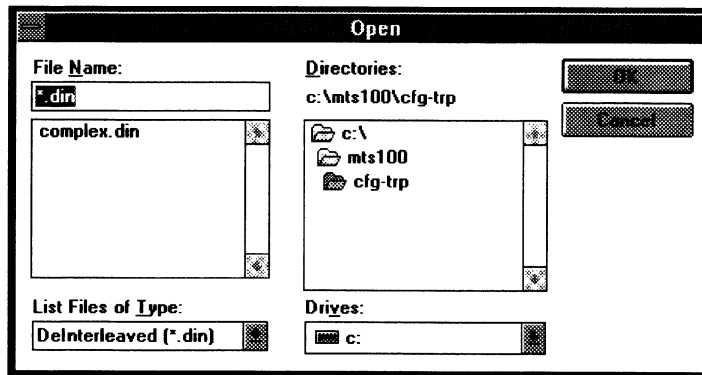 Open
File Name:
*.din
complex.din
List Files of Type:
DeInterleaved (*.din)
Directories:
c:\mts100\cfg-trp
c:\
mts100
cfg-trp
Drives:
c:
OK
Cancel